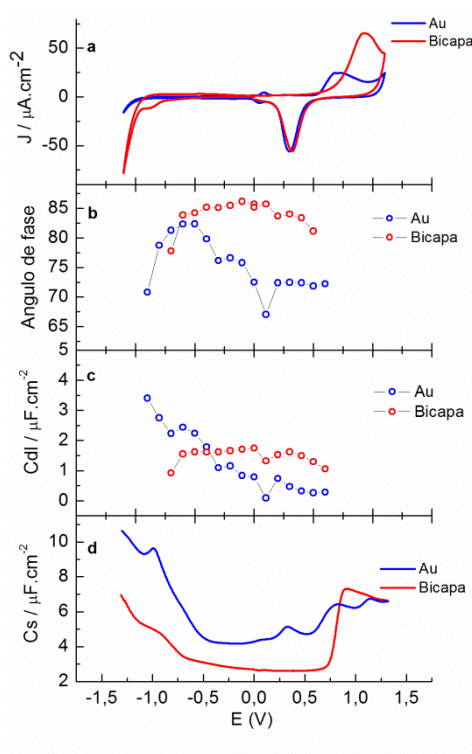 a
Au
Bicapa
50
0
-50
J / µA.cm-2
b
Au
Bicapa
85
80
75
70
65
5
Angulo de fase
c
Au
Bicapa
4
3
2
1
0
Cdl / µF.cm-2
d
Au
Bicapa
10
8
6
4
2
Cs / µF.cm-2
-1,5 -1,0 -0,5 0,0 0,5 1,0 1,5
E (V)